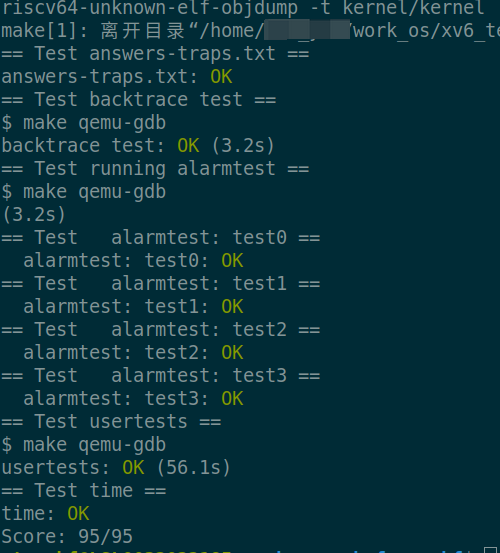 riscv64-unknown-elf-objdump -t kernel/kernel
make[1]: 离开目录“/home/ /work_os/xv6_te
== Test answers-traps.txt ==
answers-traps.txt: OK
== Test backtrace test ==
$ make qemu-gdb
backtrace test: OK (3.2s)
== Test running alarmtest ==
$ make qemu-gdb
(3.2s)
== Test   alarmtest: test0 ==
  alarmtest: test0: OK
== Test   alarmtest: test1 ==
  alarmtest: test1: OK
== Test   alarmtest: test2 ==
  alarmtest: test2: OK
== Test   alarmtest: test3 ==
  alarmtest: test3: OK
== Test usertests ==
$ make qemu-gdb
usertests: OK (56.1s)
== Test time ==
time: OK
Score: 95/95